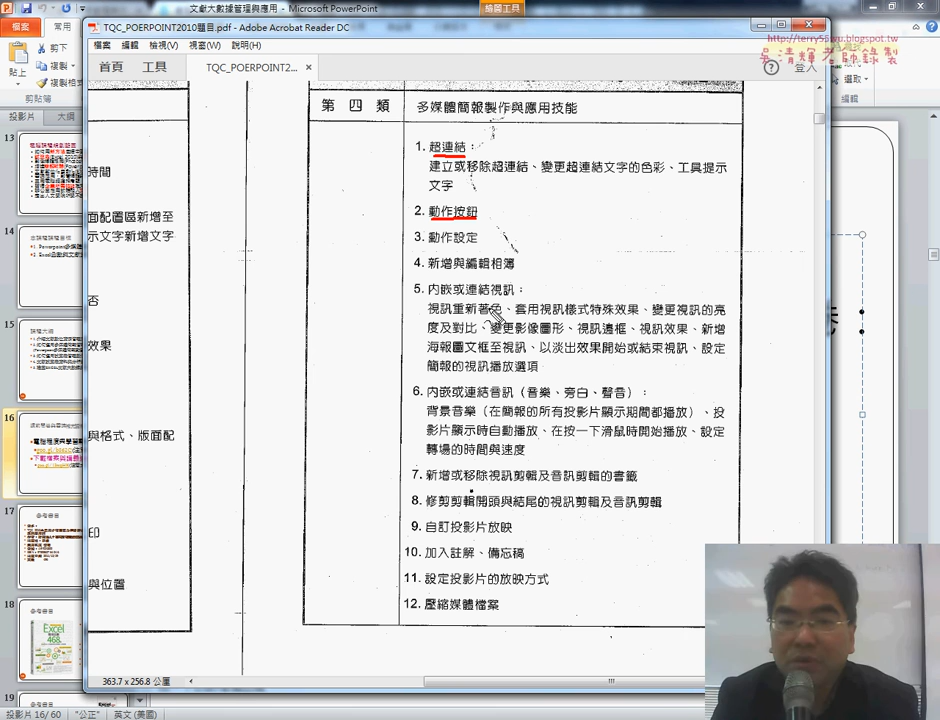 文獻大數據管理與應用 - Microsoft PowerPoint
繪圖工具
檔案
常用
剪下
複製
貼上
剪貼簿
投影片
大綱
選取
編輯
TQC_POERPOINT2010題目.pdf - Adobe Acrobat Reader DC
http://terry55wu.blogspot.tw
吳清輝老師錄製
檔案 編輯 檢視(V) 視窗(W) 說明(H)
首頁 工具 TQC_POERPOINT2... ×
登入
時間
面配置區新增至
示文字新增文字
否
效果
與格式、版面配
印
與位置
第四類 多媒體簡報製作與應用技能
1. 超連結：
建立或移除超連結、變更超連結文字的色彩、工具提示
文字
2. 動作按鈕
3. 動作設定
4. 新增與編輯相簿
5. 內嵌或連結視訊：
視訊重新著色、套用視訊樣式特殊效果、變更視訊的亮
度及對比、變更影像圖形、視訊邊框、視訊效果、新增
海報圖文框至視訊、以淡出效果開始或結束視訊、設定
簡報的視訊播放選項
6. 內嵌或連結音訊（音樂、旁白、聲音）：
背景音樂（在簡報的所有投影片顯示期間都播放）、投
影片顯示時自動播放、在按一下滑鼠時開始播放、設定
轉場的時間與速度
7. 新增或移除視訊剪輯及音訊剪輯的書籤
8. 修剪剪輯開頭與結尾的視訊剪輯及音訊剪輯
9. 自訂投影片放映
10. 加入註解、備忘稿
11. 設定投影片的放映方式
12. 壓縮媒體檔案
13
14
15
16
17
18
19
Excel
468
363.7 x 256.8 公厘
投影片 16/60 "公正" 英文 (美國)